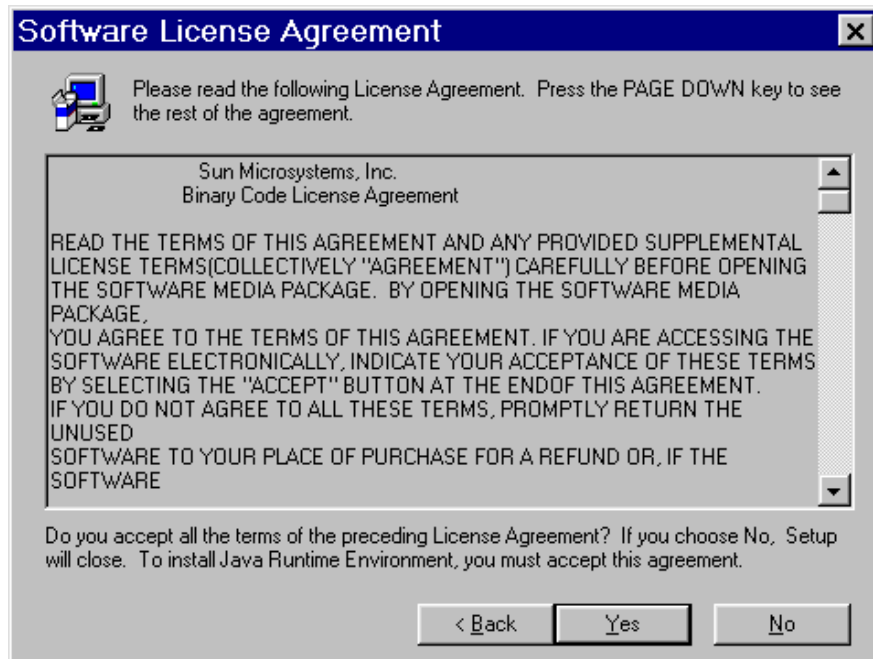 Software License Agreement
Please read the following License Agreement.  Press the PAGE DOWN key to see
the rest of the agreement.
Sun Microsystems, Inc.
Binary Code License Agreement
READ THE TERMS OF THIS AGREEMENT AND ANY PROVIDED SUPPLEMENTAL
LICENSE TERMS(COLLECTIVELY "AGREEMENT") CAREFULLY BEFORE OPENING
THE SOFTWARE MEDIA PACKAGE.  BY OPENING THE SOFTWARE MEDIA
PACKAGE,
YOU AGREE TO THE TERMS OF THIS AGREEMENT. IF YOU ARE ACCESSING THE
SOFTWARE ELECTRONICALLY, INDICATE YOUR ACCEPTANCE OF THESE TERMS
BY SELECTING THE "ACCEPT" BUTTON AT THE ENDOF THIS AGREEMENT.
IF YOU DO NOT AGREE TO ALL THESE TERMS, PROMPTLY RETURN THE
UNUSED
SOFTWARE TO YOUR PLACE OF PURCHASE FOR A REFUND OR, IF THE
SOFTWARE
Do you accept all the terms of the preceding License Agreement?  If you choose No,  Setup
will close.  To install Java Runtime Environment, you must accept this agreement.
< Back
Yes
No